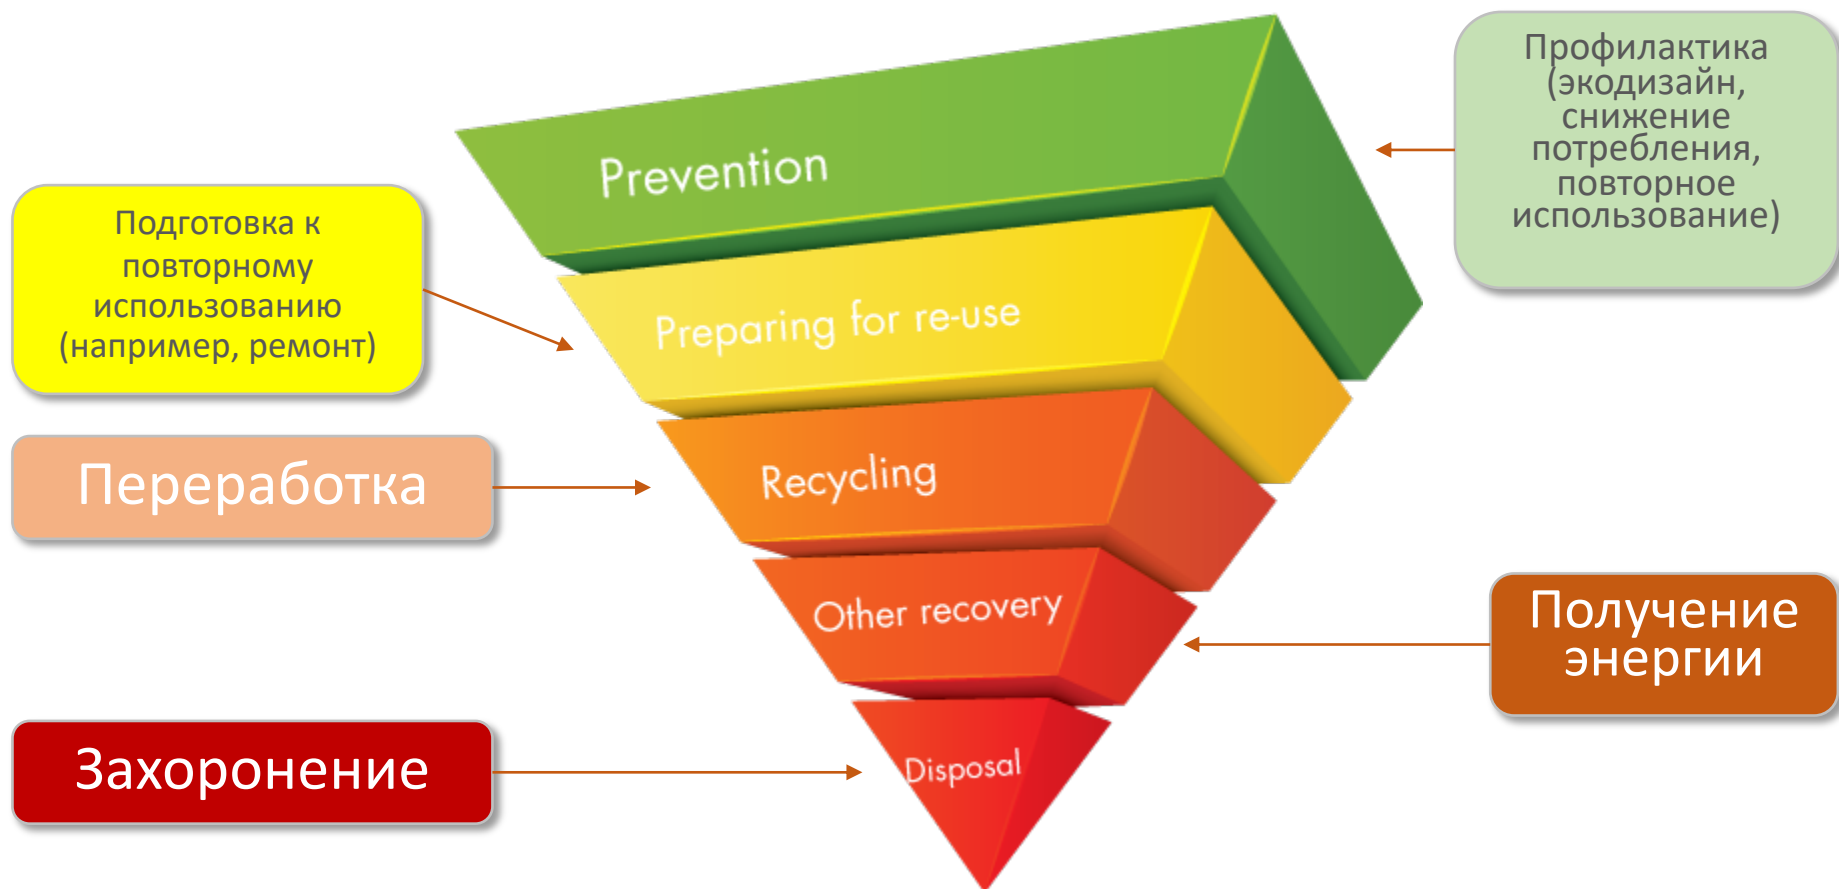 Профилактика
(экодизайн,
снижение
потребления,
повторное
использование)
Prevention
Подготовка к
повторному
использованию
(например, ремонт)
Preparing for re-use
Переработка
Recycling
Other recovery
Получение
энергии
Захоронение
Disposal